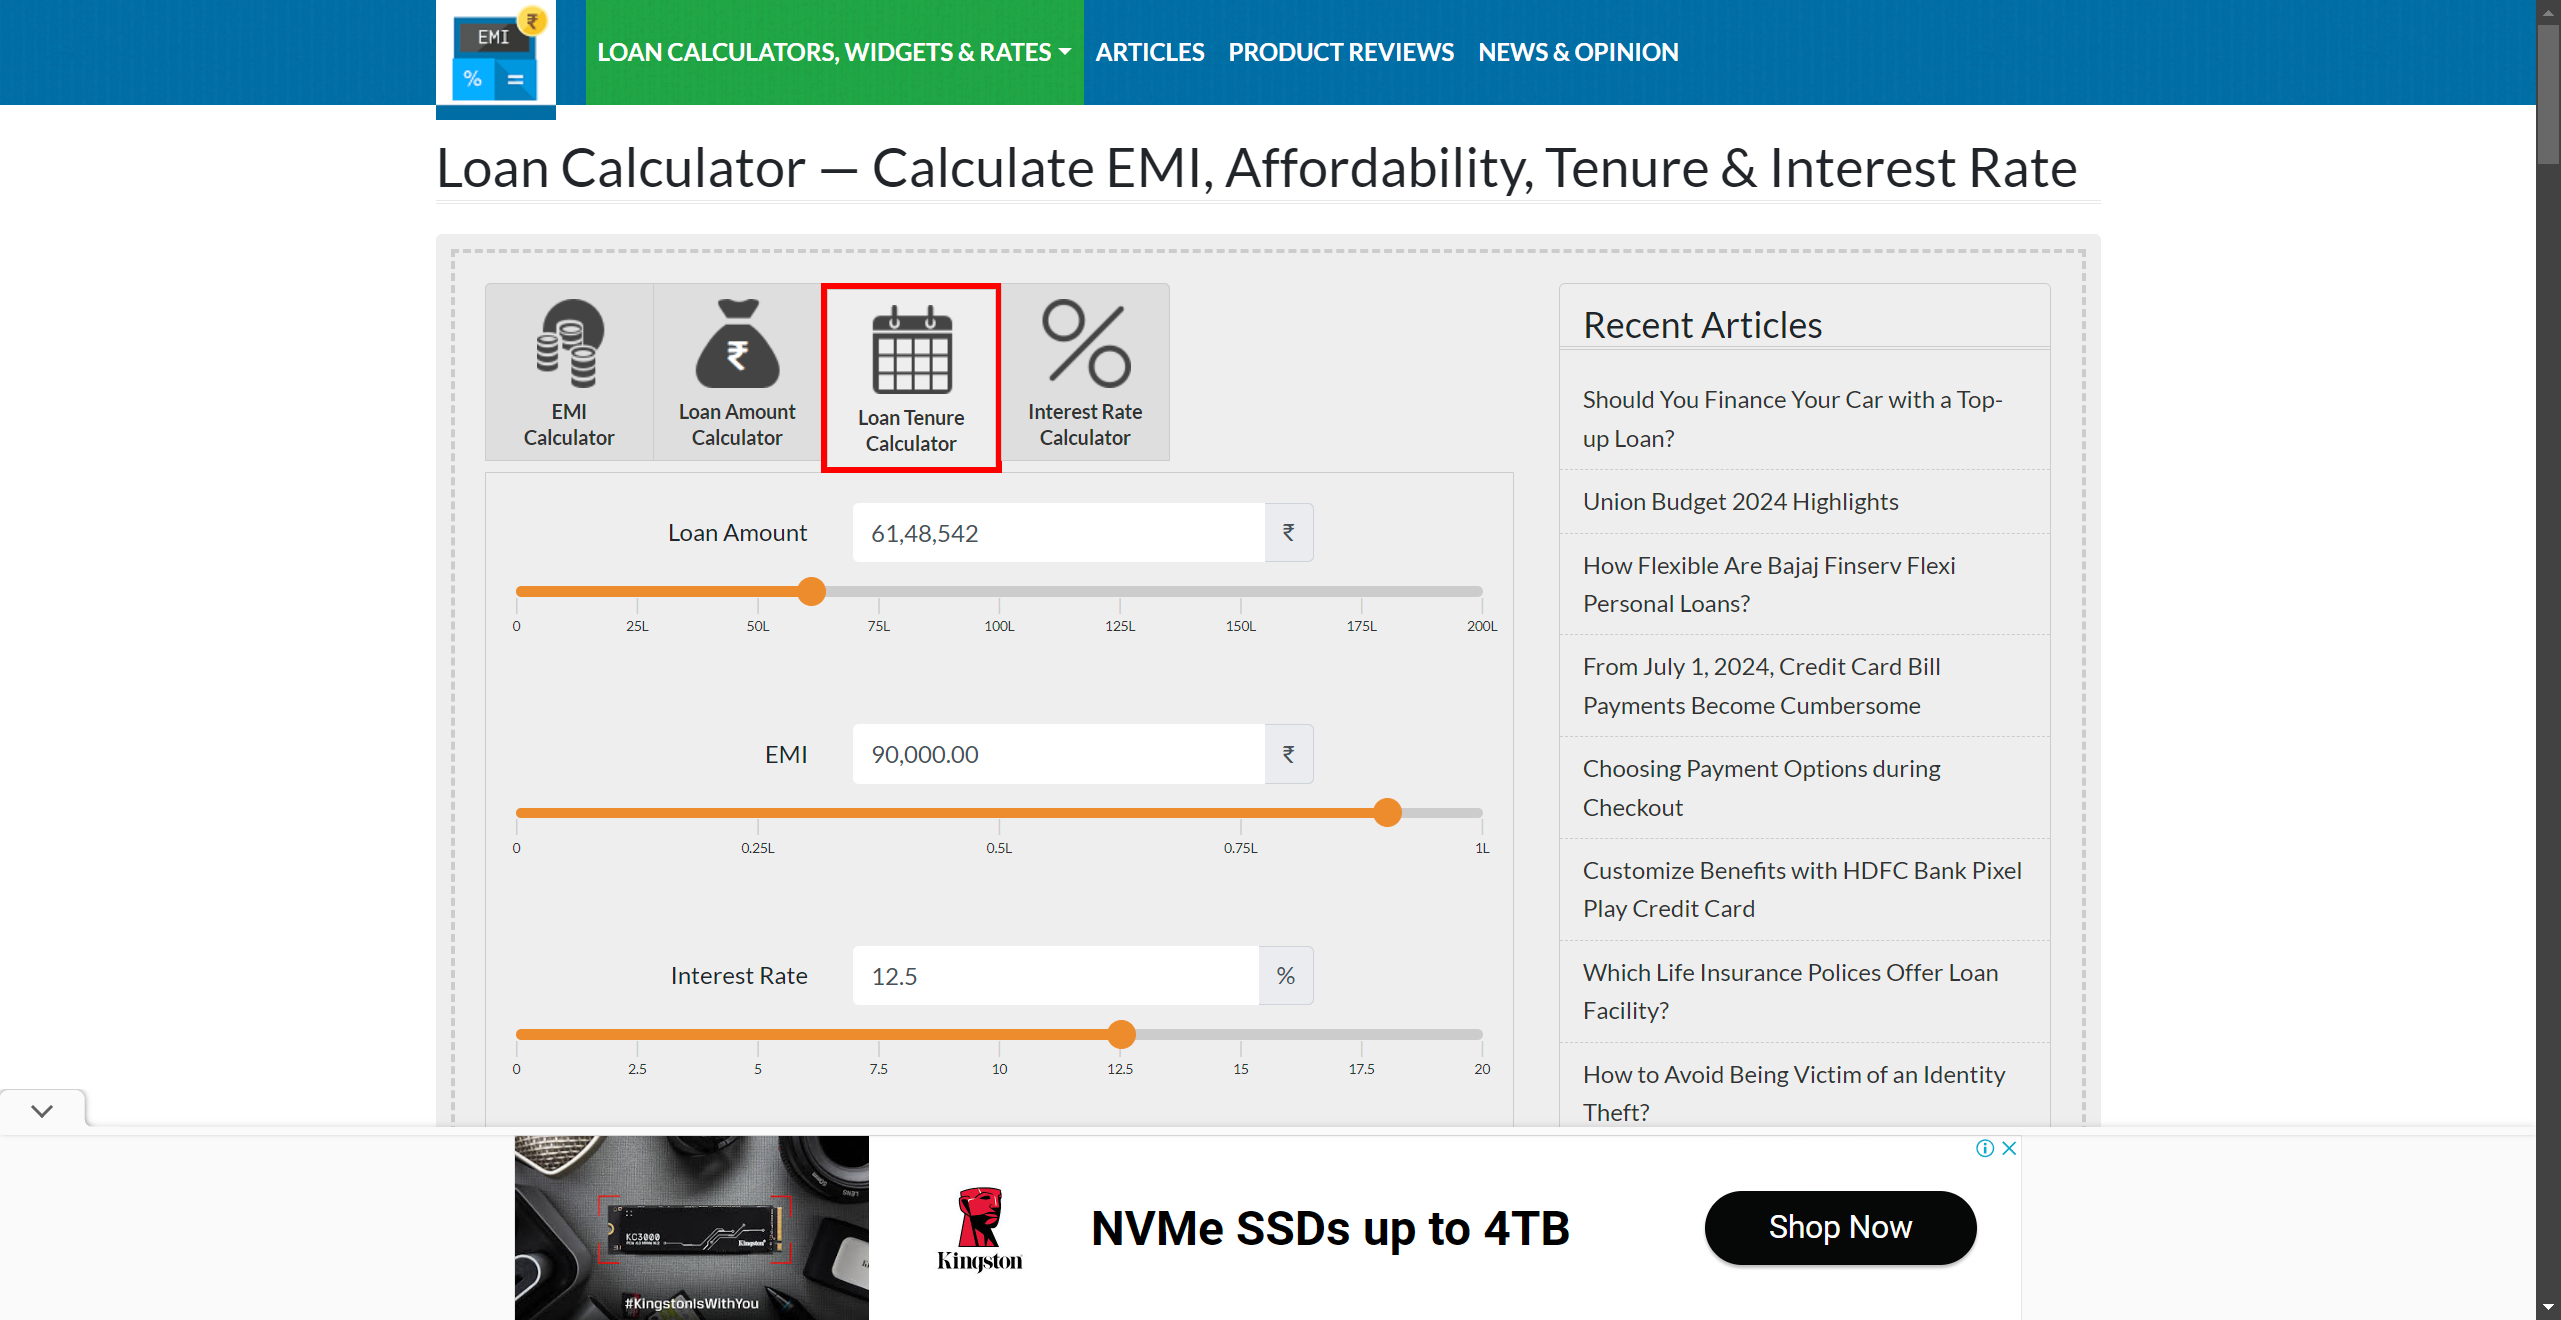 EMI
₹
%
=
LOAN CALCULATORS, WIDGETS & RATES
ARTICLES
PRODUCT REVIEWS
NEWS & OPINION
Loan Calculator — Calculate EMI, Affordability, Tenure & Interest Rate
EMI
Calculator
₹
Loan Amount
Calculator
Loan Tenure
Calculator
Interest Rate
Calculator
Loan Amount
61,48,542
₹
0
25L
50L
75L
100L
125L
150L
175L
200L
EMI
90,000.00
₹
0
0.25L
0.5L
0.75L
1L
Interest Rate
12.5
%
0
2.5
5
7.5
10
12.5
15
17.5
20
Recent Articles
Should You Finance Your Car with a Top-
up Loan?
Union Budget 2024 Highlights
How Flexible Are Bajaj Finserv Flexi
Personal Loans?
From July 1, 2024, Credit Card Bill
Payments Become Cumbersome
Choosing Payment Options during
Checkout
Customize Benefits with HDFC Bank Pixel
Play Credit Card
Which Life Insurance Polices Offer Loan
Facility?
How to Avoid Being Victim of an Identity
Theft?
KC3000
Kingston
#KingstonIsWithYou
Kingston
NVMe SSDs up to 4TB
Shop Now